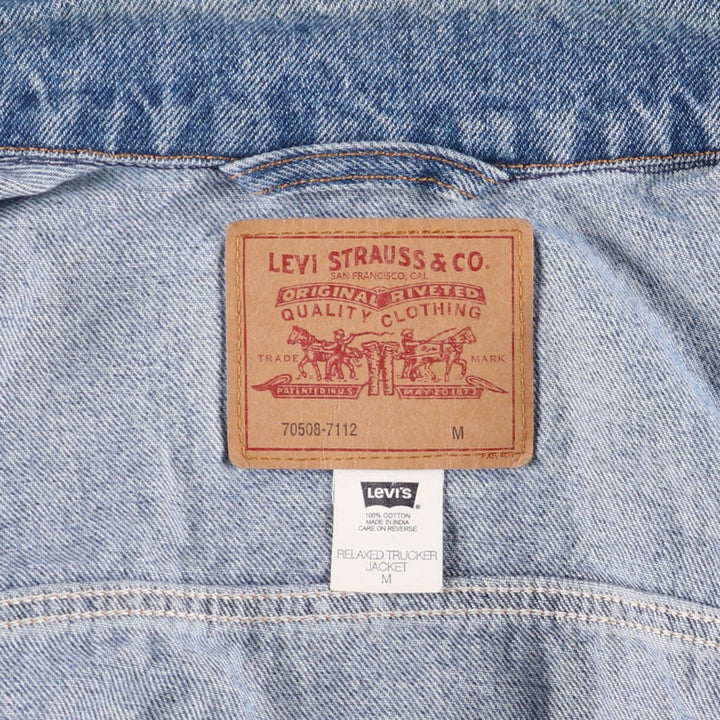 LEVI STRAUSS & CO.
SAN FRANCISCO, CAL.
ORIGINAL RIVETED
QUALITY CLOTHING
TRADE MARK
PATENTED IN U.S. MAY 20 1873
70508-7112 M
LEVI'S
®
100% COTTON
MADE IN INDIA
CARE ON REVERSE
RELAXED TRUCKER
JACKET
M